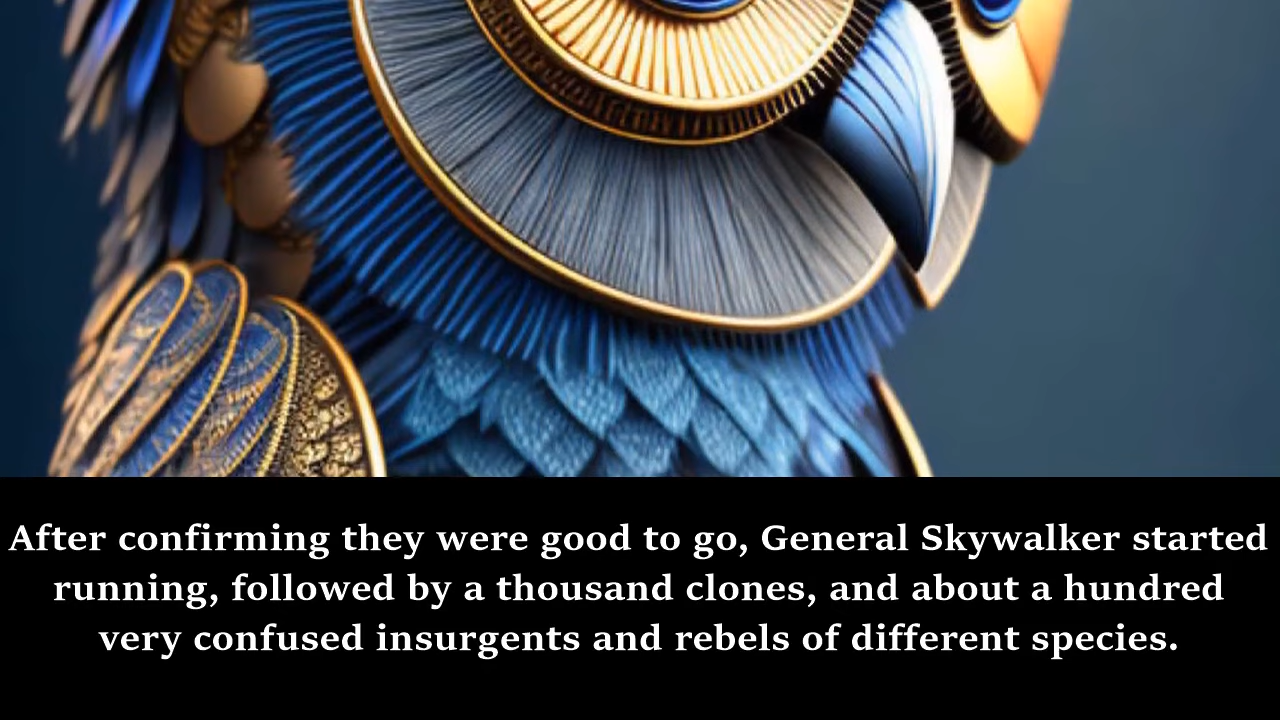 After confirming they were good to go, General Skywalker started
running, followed by a thousand clones, and about a hundred
very confused insurgents and rebels of different species.